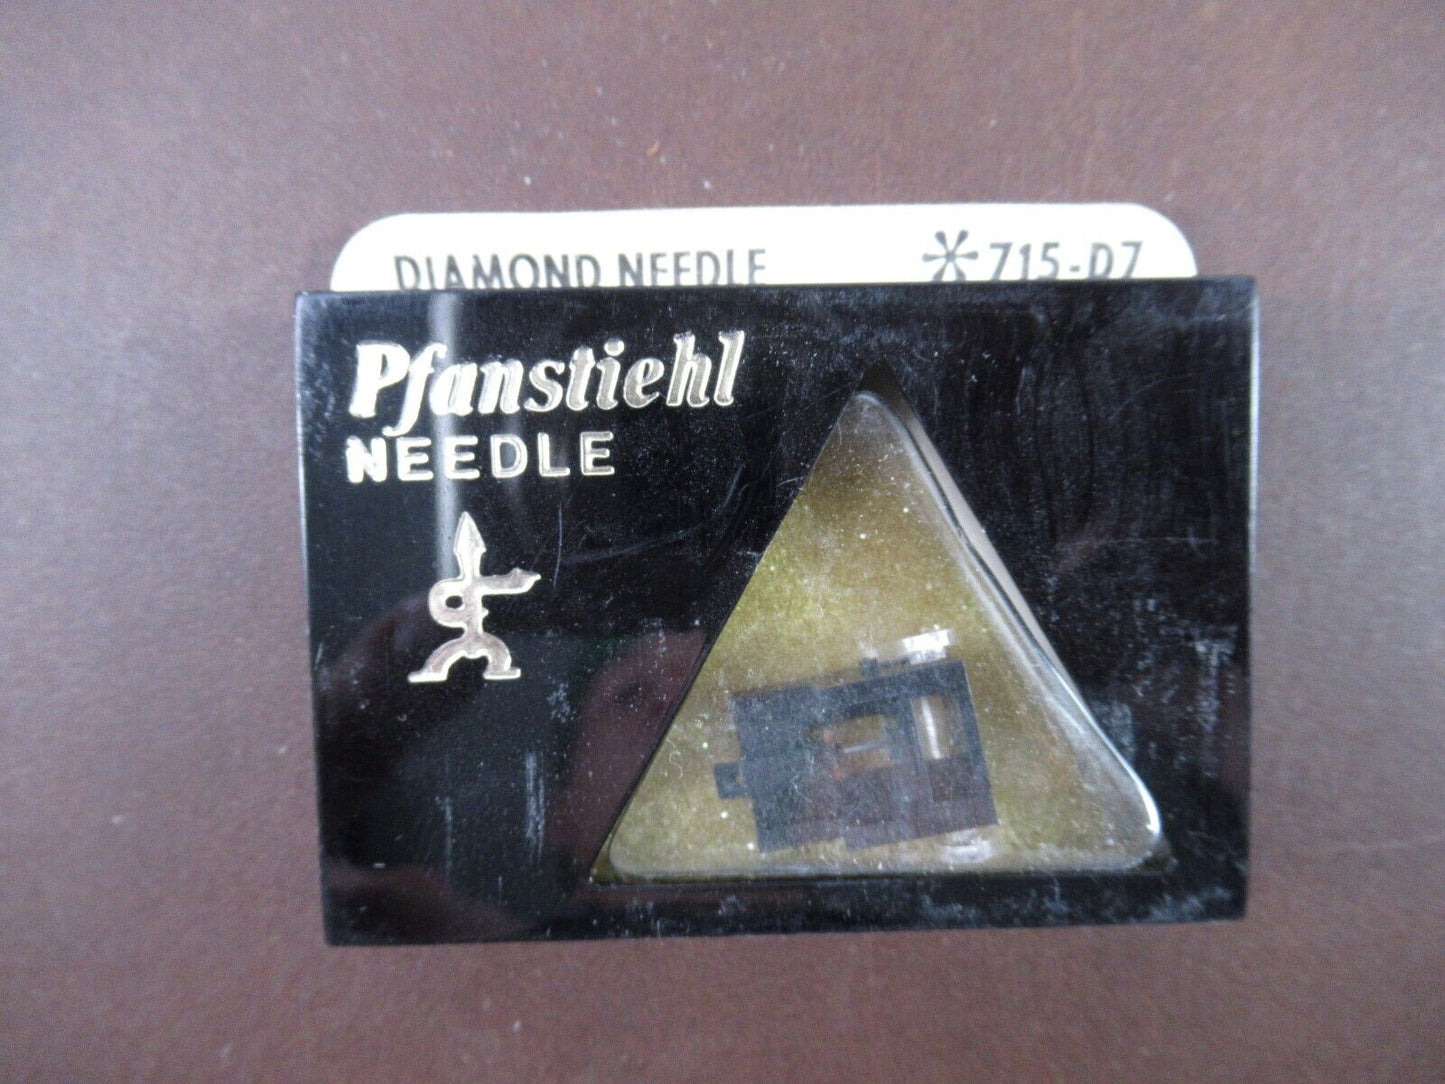 DIAMOND NEEDLE *715-D7
Pfanstiehl
NEEDLE